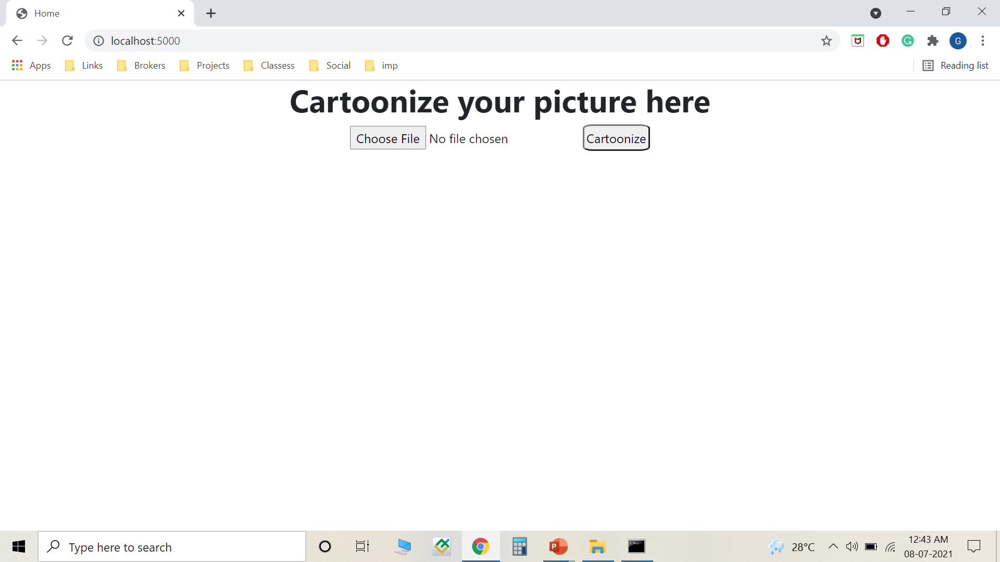 Home
localhost:5000
G
Apps Links Brokers Projects Classess Social imp Reading list
Cartoonize your picture here
Choose File No file chosen Cartoonize
Type here to search
P
C:\
28°C
12:43 AM
08-07-2021